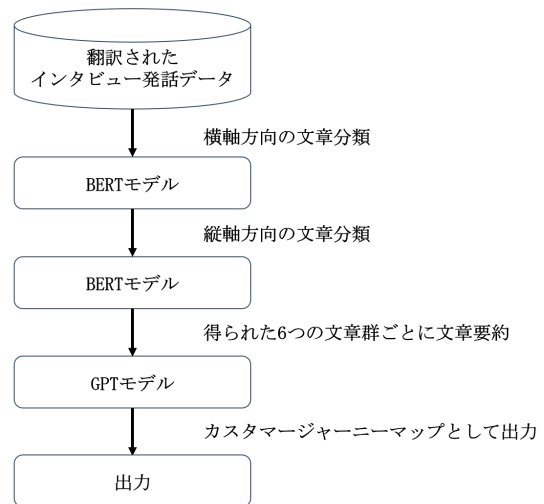 翻訳された
インタビュー発話データ
横軸方向の文章分類
BERTモデル
縦軸方向の文章分類
BERTモデル
得られた6つの文章群ごとに文章要約
GPTモデル
カスタマージャーニーマップとして出力
出力